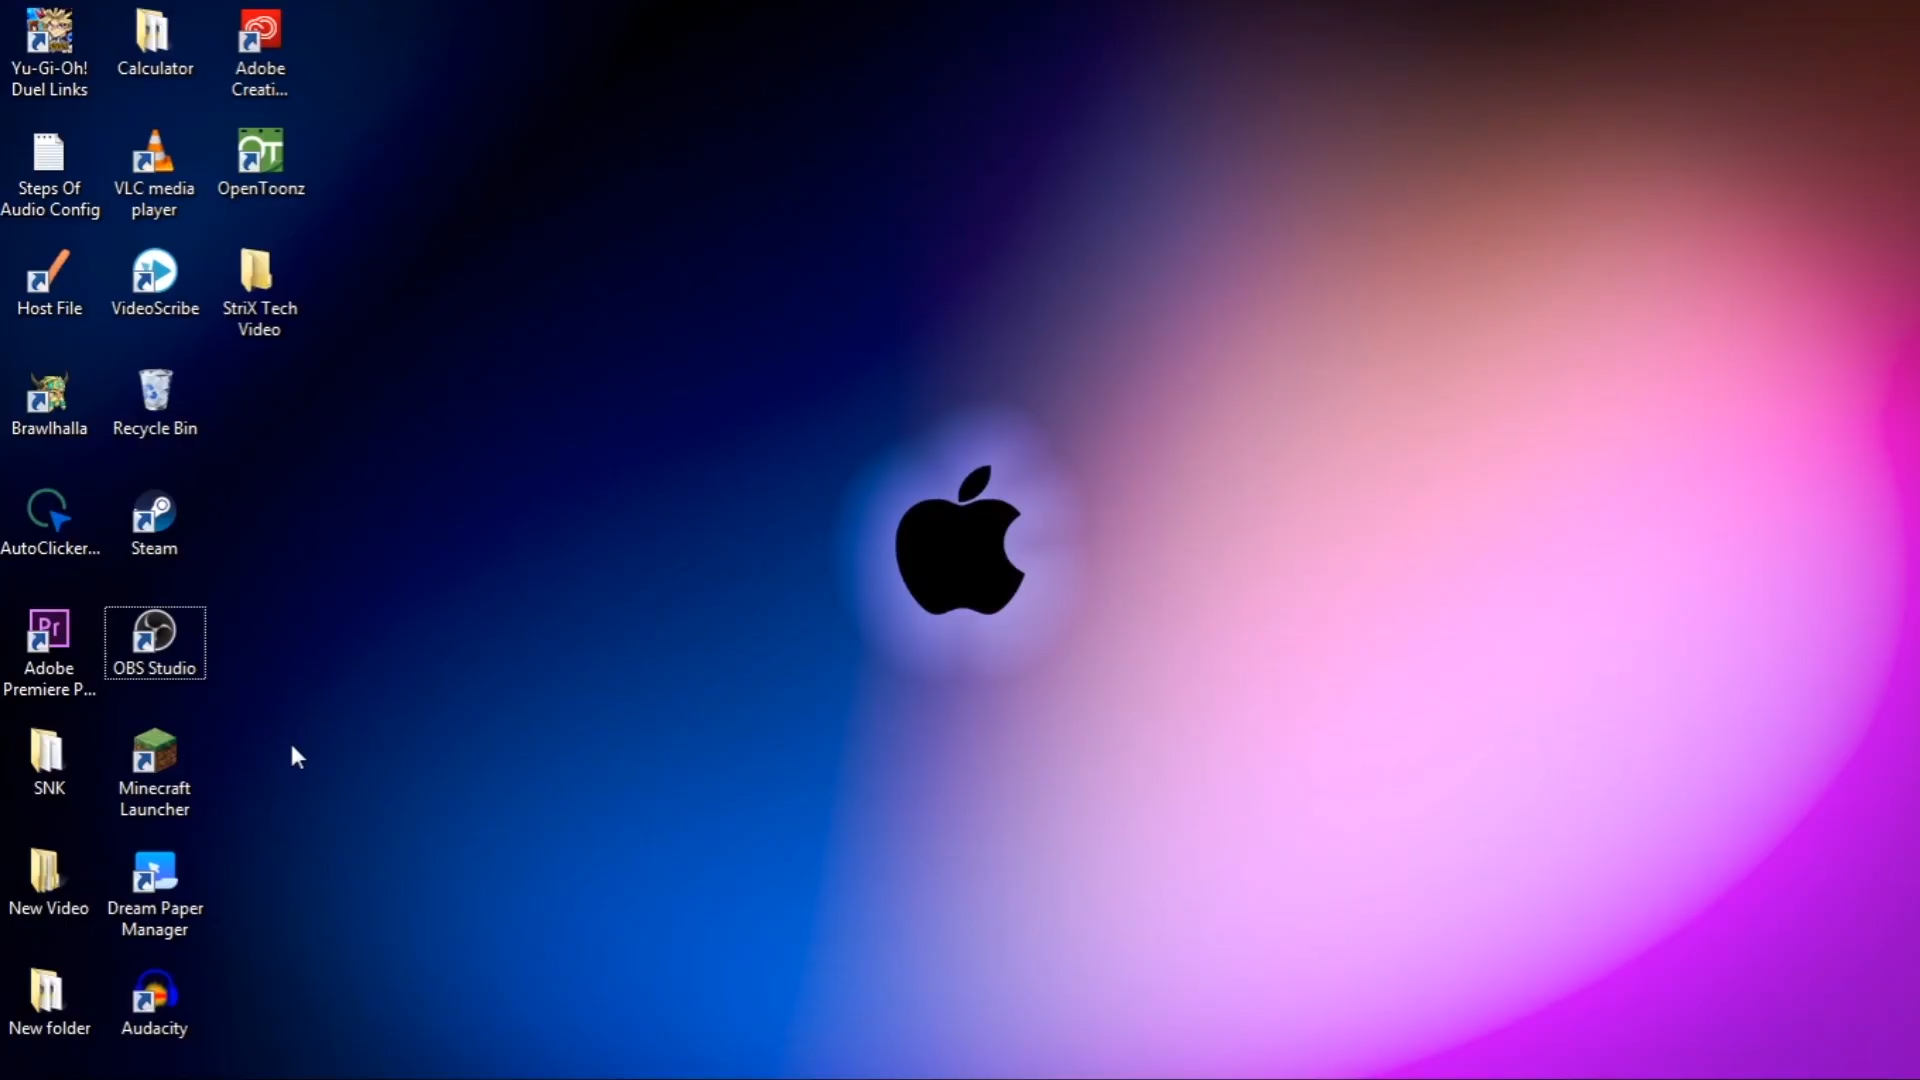 Yu-Gi-Oh!
Duel Links
Calculator
Adobe
Creati...
Steps Of
Audio Config
VLC media
player
OpenToonz
Host File
VideoScribe
StriX Tech
Video
Brawlhalla
Recycle Bin
AutoClicker...
Steam
Adobe
Premiere P...
OBS Studio
SNK
Minecraft
Launcher
New Video
Dream Paper
Manager
New folder
Audacity